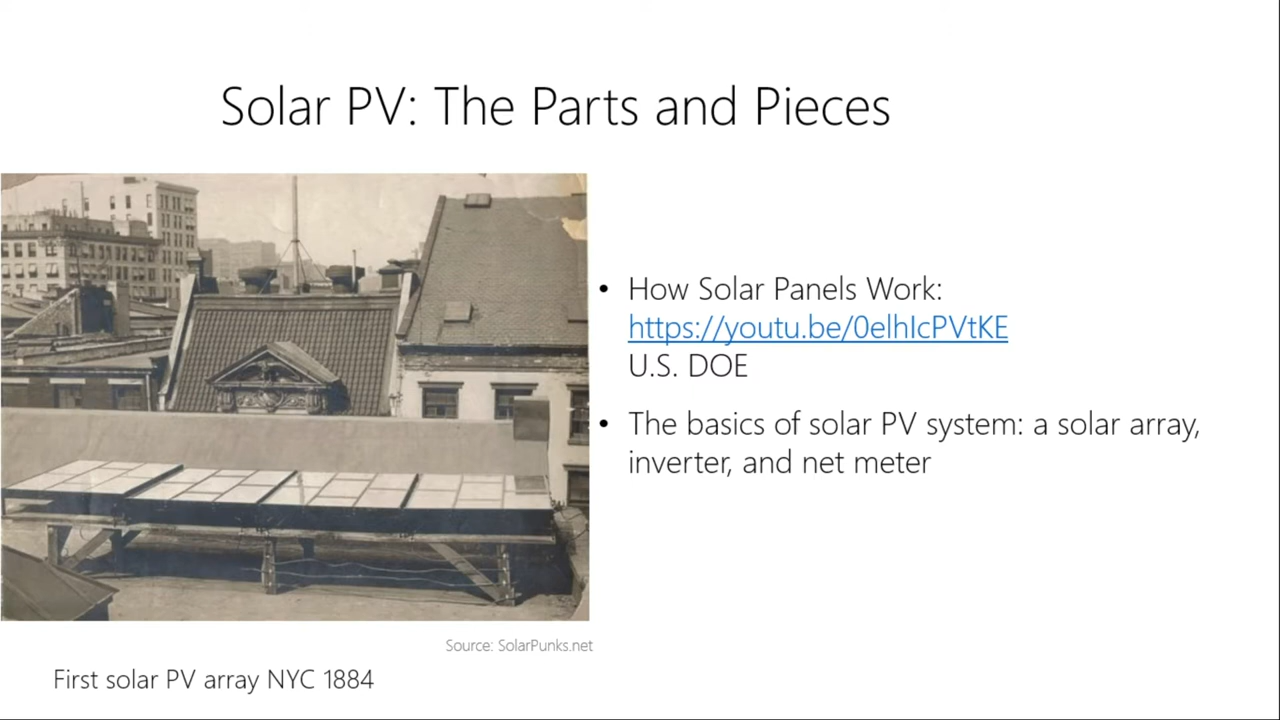 Solar PV: The Parts and Pieces
• How Solar Panels Work:
https://youtu.be/0elhIcPVtKE
U.S. DOE
• The basics of solar PV system: a solar array,
inverter, and net meter
Source: SolarPunks.net
First solar PV array NYC 1884